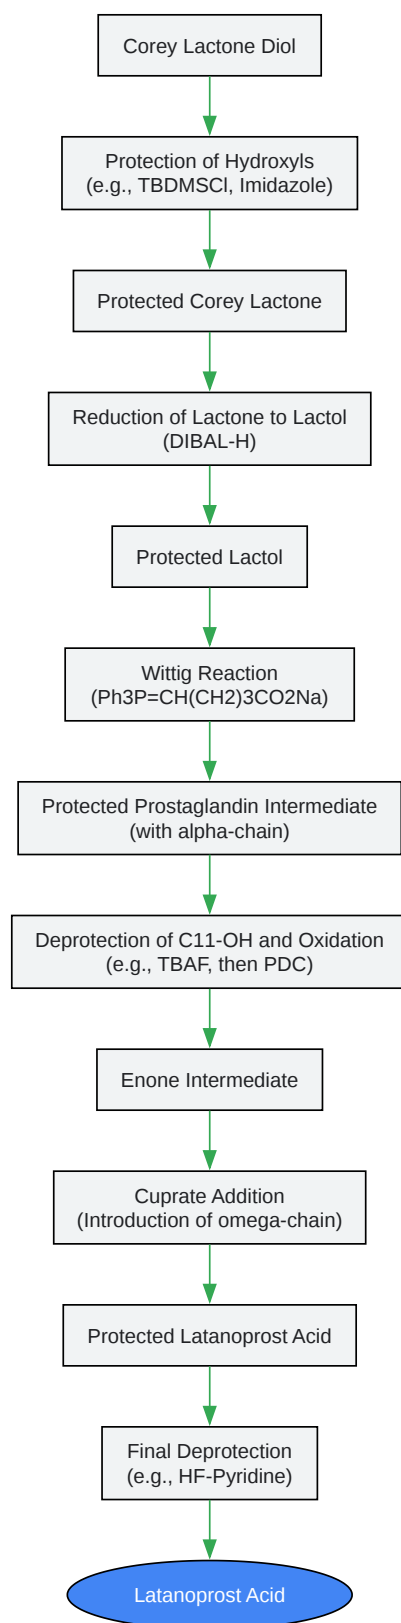 Corey Lactone Diol
Protection of Hydroxyls
(e.g., TBDMSCl, Imidazole)
Protected Corey Lactone
Reduction of Lactone to Lactol
(DIBAL-H)
Protected Lactol
Wittig Reaction
(Ph3P=CH(CH2)3CO2Na)
Protected Prostaglandin Intermediate
(with alpha-chain)
Deprotection of C11-OH and Oxidation
(e.g., TBAF, then PDC)
Enone Intermediate
Cuprate Addition
(Introduction of omega-chain)
Protected Latanoprost Acid
Final Deprotection
(e.g., HF-Pyridine)
Latanoprost Acid